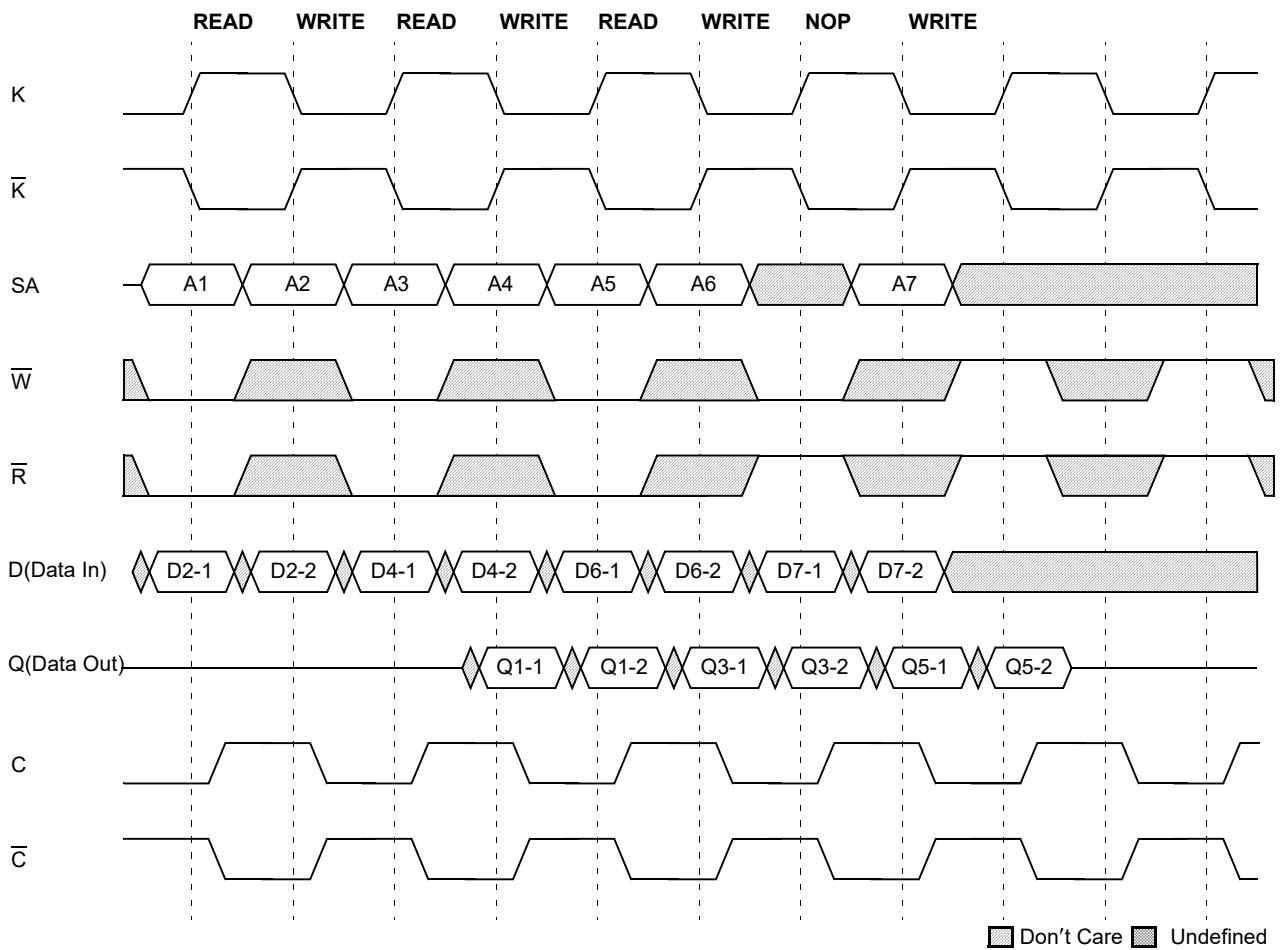 READ WRITE READ WRITE READ WRITE NOP WRITE
K
K̅
SA A1 A2 A3 A4 A5 A6 A7
W̅
R̅
D(Data In) D2-1 D2-2 D4-1 D4-2 D6-1 D6-2 D7-1 D7-2
Q(Data Out) Q1-1 Q1-2 Q3-1 Q3-2 Q5-1 Q5-2
C
C̅
Don′t Care Undefined